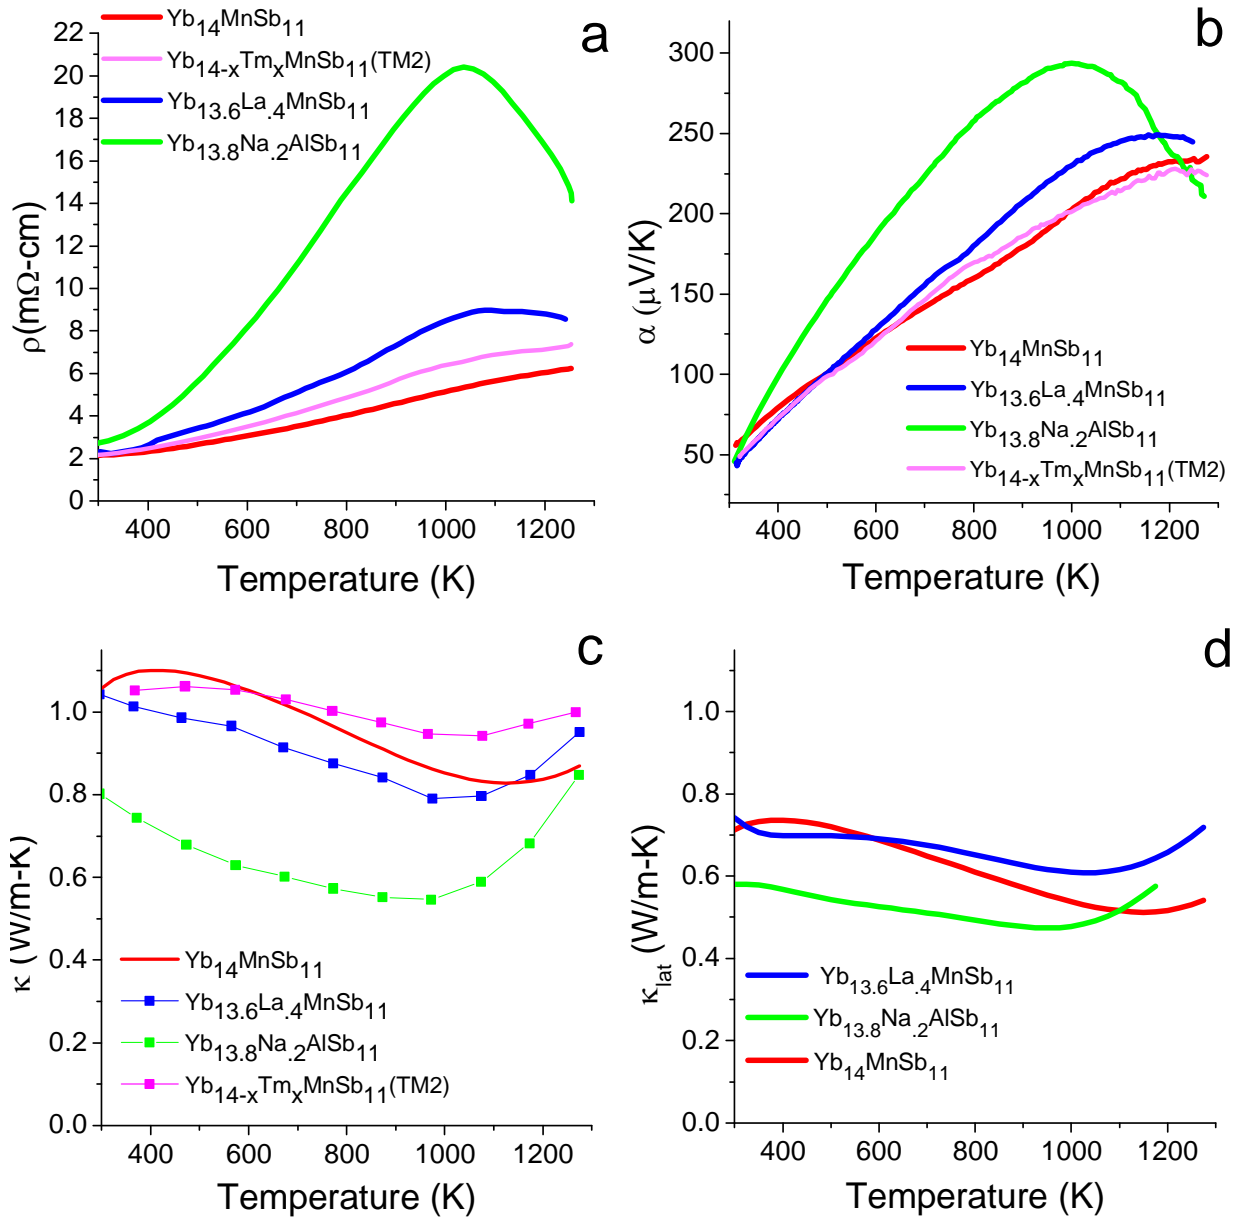 a
Yb14MnSb11
Yb14-xTmxMnSb11(TM2)
Yb13.6La.4MnSb11
Yb13.8Na.2AlSb11
22
20
18
16
14
12
10
8
6
4
2
0
ρ(mΩ-cm)
400 600 800 1000 1200
Temperature (K)
b
300
250
200
150
100
50
α (μV/K)
Yb14MnSb11
Yb13.6La.4MnSb11
Yb13.8Na.2AlSb11
Yb14-xTmxMnSb11(TM2)
400 600 800 1000 1200
Temperature (K)
c
1.0
0.8
0.6
0.4
0.2
0.0
κ (W/m-K)
Yb14MnSb11
Yb13.6La.4MnSb11
Yb13.8Na.2AlSb11
Yb14-xTmxMnSb11(TM2)
400 600 800 1000 1200
Temperature (K)
d
1.0
0.8
0.6
0.4
0.2
0.0
κlat (W/m-K)
Yb13.6La.4MnSb11
Yb13.8Na.2AlSb11
Yb14MnSb11
400 600 800 1000 1200
Temperature (K)